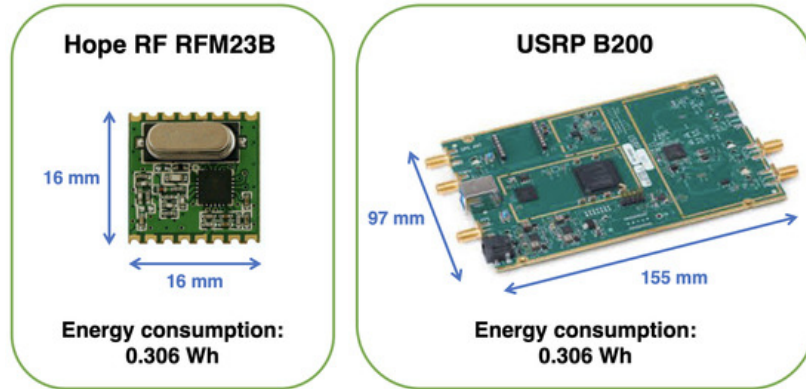 Hope RF RFM23B
16 mm
16 mm
Energy consumption:
0.306 Wh
USRP B200
97 mm
155 mm
Energy consumption:
0.306 Wh